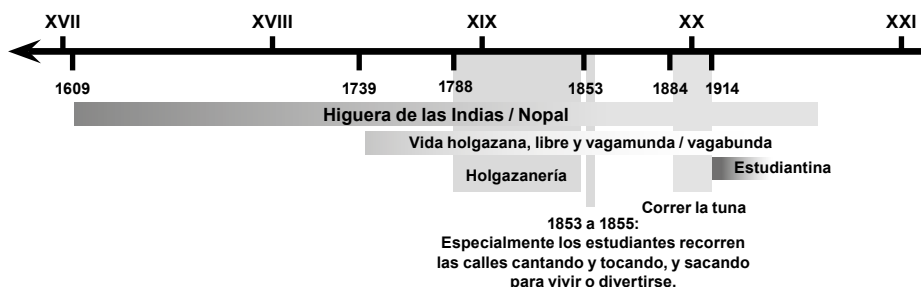 XVII XVIII XIX XX XXI
1609 1739 1788 1853 1884 1914
Higuera de las Indias / Nopal
Vida holgazana, libre y vagamunda / vagabunda
Holgazanería
Estudiantina
Correr la tuna
1853 a 1855:
Especialmente los estudiantes recorren
las calles cantando y tocando, y sacando
para vivir o divertirse.